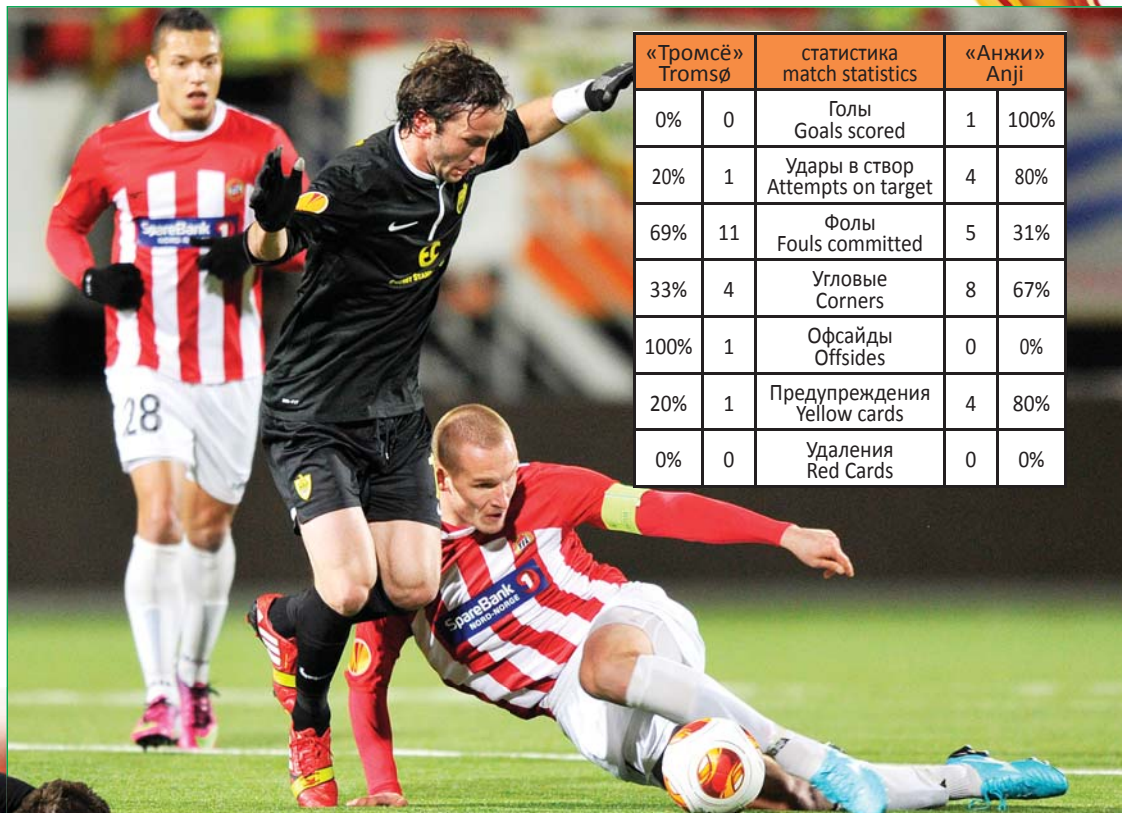 «Тромсё» статистика «Анжи»
Tromsø match statistics Anji
0% 0 Голы 1 100%
Goals scored
20% 1 Удары в створ 4 80%
Attempts on target
69% 11 Фолы 5 31%
Fouls committed
33% 4 Угловые 8 67%
Corners
100% 1 Офсайды 0 0%
Offsides
20% 1 Предупреждения 4 80%
Yellow cards
0% 0 Удаления 0 0%
Red Cards
SpareBank 1
NORD-NORGE
28
SpareBank 1
NORD-NORGE